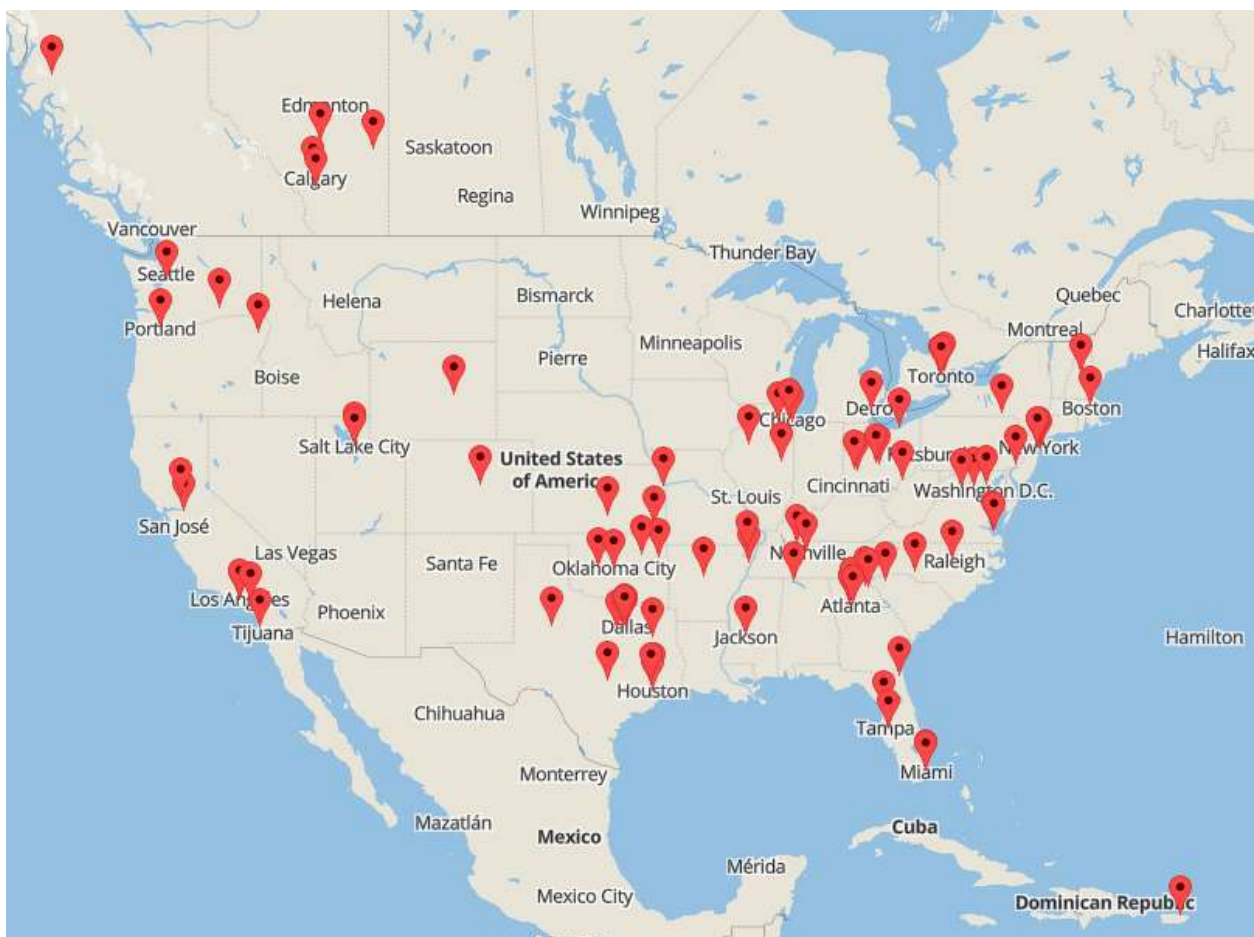 Edmonton
Saskatoon
Calgary
Regina
Winnipeg
Vancouver
Thunder Bay
Seattle
Helena
Bismarck
Quebec
Charlottet
Portland
Minneapolis
Montreal
Halifax
Pierre
Boise
Toronto
Detro
Boston
Chicago
Salt Lake City
New York
United States
of America
Pittsburgh
Cincinnati
Washington D.C.
St. Louis
San José
Las Vegas
Santa Fe
Oklahoma City
Nashville
Raleigh
Los Angeles
Phoenix
Atlanta
Tijuana
Dallas
Jackson
Hamilton
Houston
Chihuahua
Tampa
Monterrey
Miami
Mazatlán
Mexico
Cuba
Mérida
Mexico City
Dominican Republic